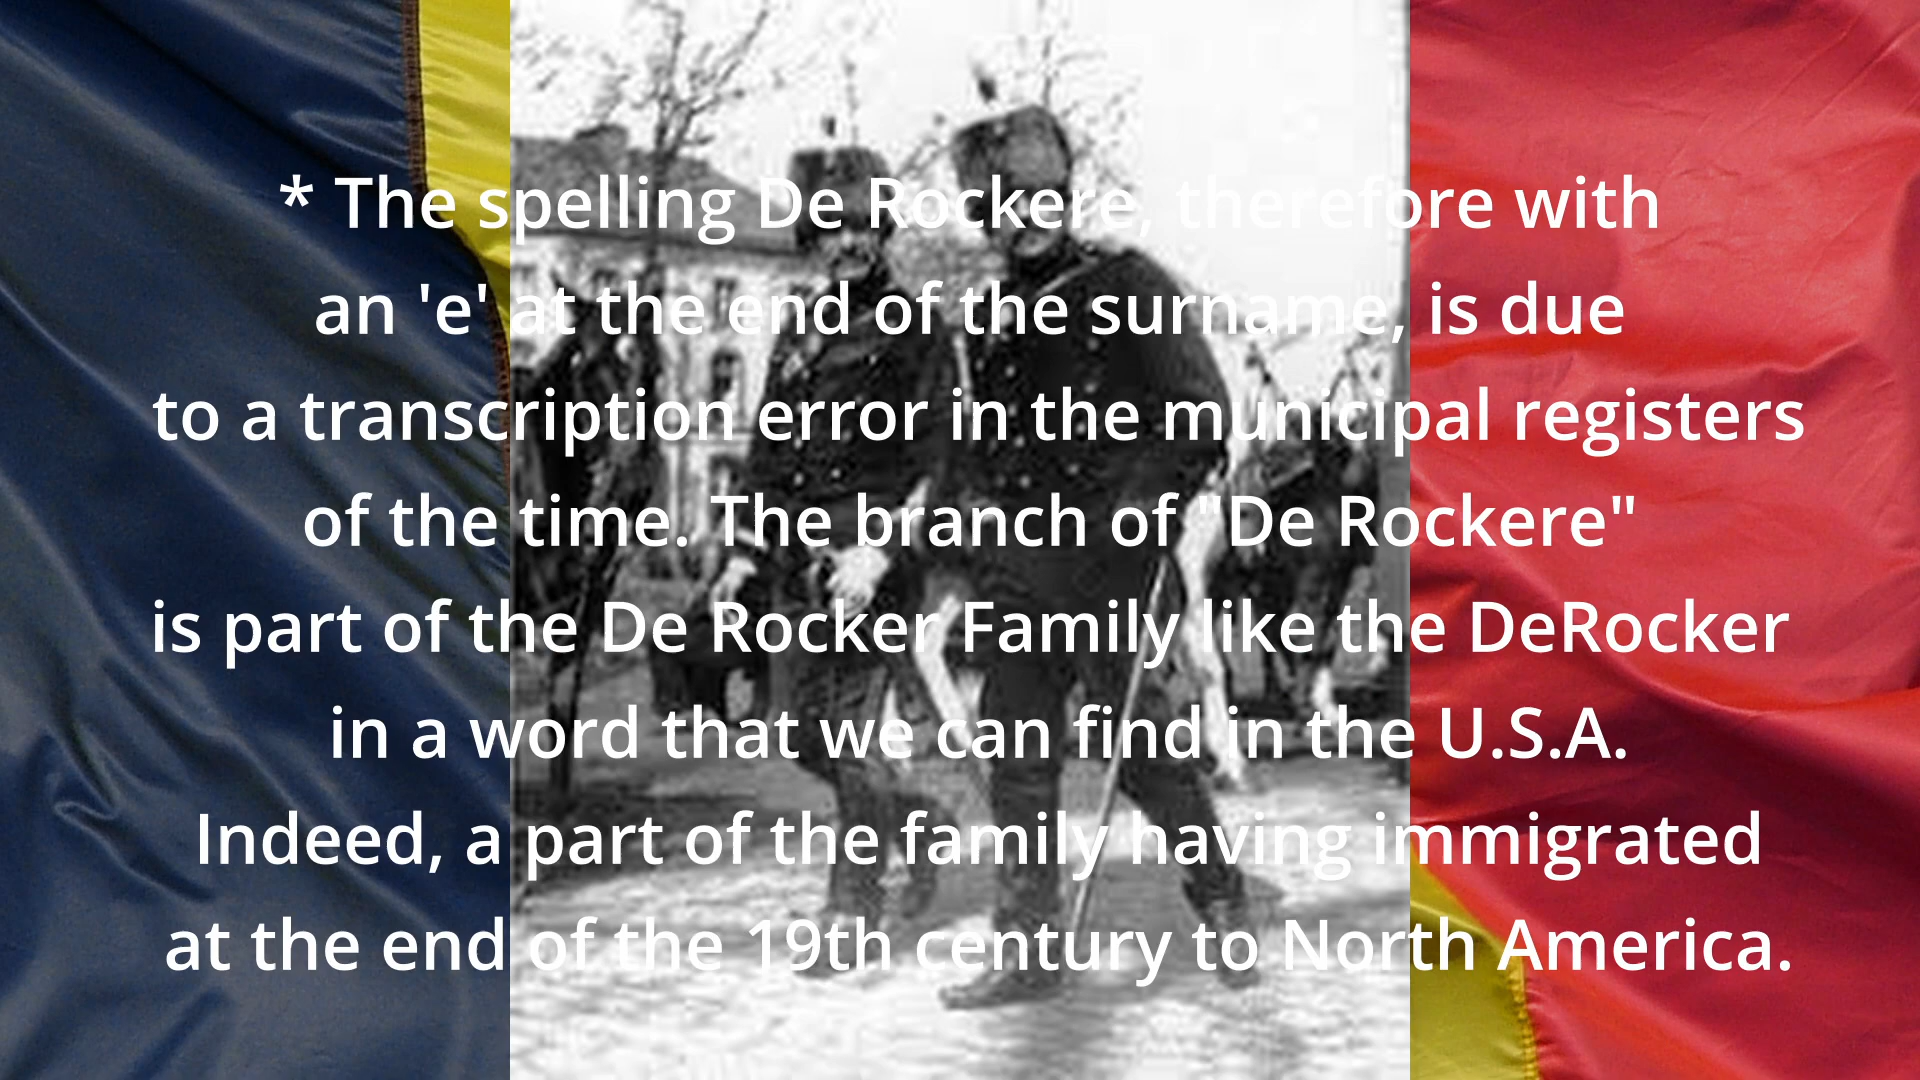 * The spelling De Rockere, therefore with
an 'e' at the end of the surname, is due
to a transcription error in the municipal registers
of the time. The branch of "De Rockere"
is part of the De Rocker Family like the DeRocker
in a word that we can find in the U.S.A.
Indeed, a part of the family having immigrated
at the end of the 19th century to North America.